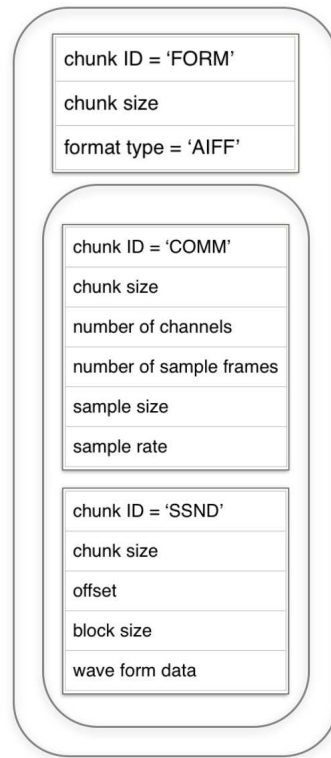 chunk ID = ‘FORM’
chunk size
format type = ‘AIFF’
chunk ID = ‘COMM’
chunk size
number of channels
number of sample frames
sample size
sample rate
chunk ID = ‘SSND’
chunk size
offset
block size
wave form data